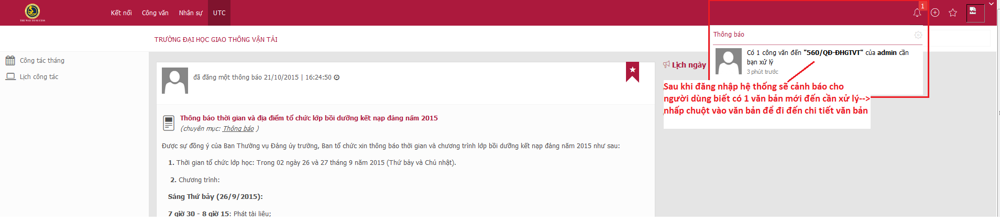 THE WAY TO SUCCESS
Kết nối Công văn Nhân sự UTC
1
TRƯỜNG ĐẠI HỌC GIAO THÔNG VẬN TẢI
Thông báo
Công tác tháng
Lịch công tác
đã đăng một thông báo 21/10/2015 | 16:24:50
Lịch ngày
Có 1 công văn đến "560/QĐ-ĐHGTVT" của admin cần
bạn xử lý
3 phút trước
Sau khi đăng nhập hệ thống sẽ cảnh báo cho
người dùng biết có 1 văn bản mới đến cần xử lý-->
nhấp chuột vào văn bản để đi đến chi tiết văn bản
Thông báo thời gian và địa điểm tổ chức lớp bồi dưỡng kết nạp đảng năm 2015
(chuyên mục: Thông báo )
Được sự đồng ý của Ban Thường vụ Đảng ủy trường, Ban tổ chức xin thông báo thời gian và chương trình lớp bồi dưỡng kết nạp đảng năm 2015 như sau:
1. Thời gian tổ chức lớp học: Trong 02 ngày 26 và 27 tháng 9 năm 2015 (Thứ bảy và Chủ nhật).
2. Chương trình:
Sáng Thứ bảy (26/9/2015):
7 giờ 30 - 8 giờ 15: Phát tài liệu;